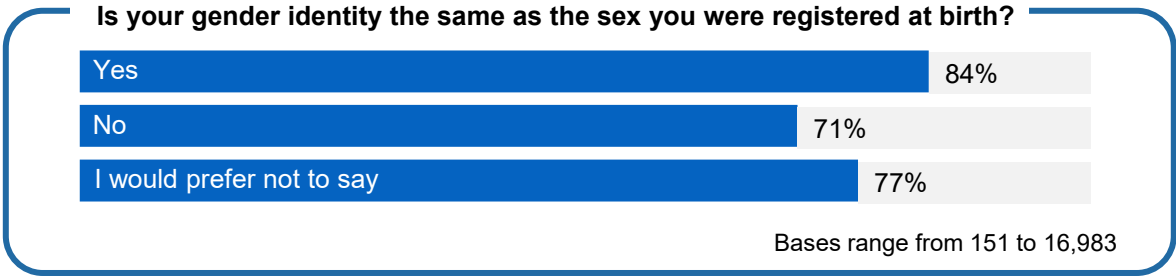 Is your gender identity the same as the sex you were registered at birth?
Yes 84%
No 71%
I would prefer not to say 77%
Bases range from 151 to 16,983